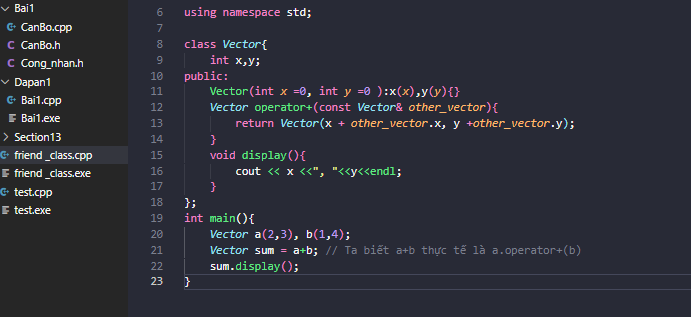 Bai1
CanBo.cpp
CanBo.h
Cong_nhan.h
Dapan1
Bai1.cpp
Bai1.exe
Section13
friend _class.cpp
friend _class.exe
test.cpp
test.exe
6 using namespace std;
7
8 class Vector{
9 int x,y;
10 public:
11 Vector(int x =0, int y =0 ):x(x),y(y){}
12 Vector operator+(const Vector& other_vector){
13 return Vector(x + other_vector.x, y +other_vector.y);
14 }
15 void display(){
16 cout << x <<", "<<y<<endl;
17 }
18 };
19 int main(){
20 Vector a(2,3), b(1,4);
21 Vector sum = a+b; // Ta biết a+b thực tế là a.operator+(b)
22 sum.display();
23 }